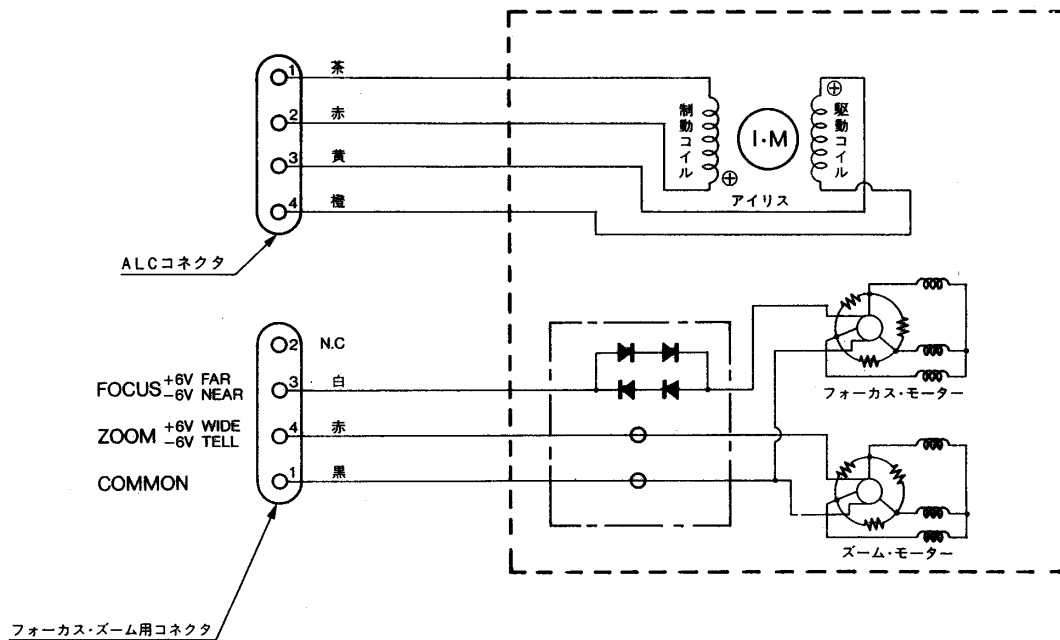 1 茶
2 赤
3 黄
4 橙
制動コイル
I・M
駆動コイル
⊕
⊕
アイリス
ALCコネクタ
2 N.C
FOCUS +6V FAR
-6V NEAR
3 白
ZOOM +6V WIDE
-6V TELL
4 赤
COMMON
1 黒
フォーカス・モーター
ズーム・モーター
フォーカス・ズーム用コネクタ